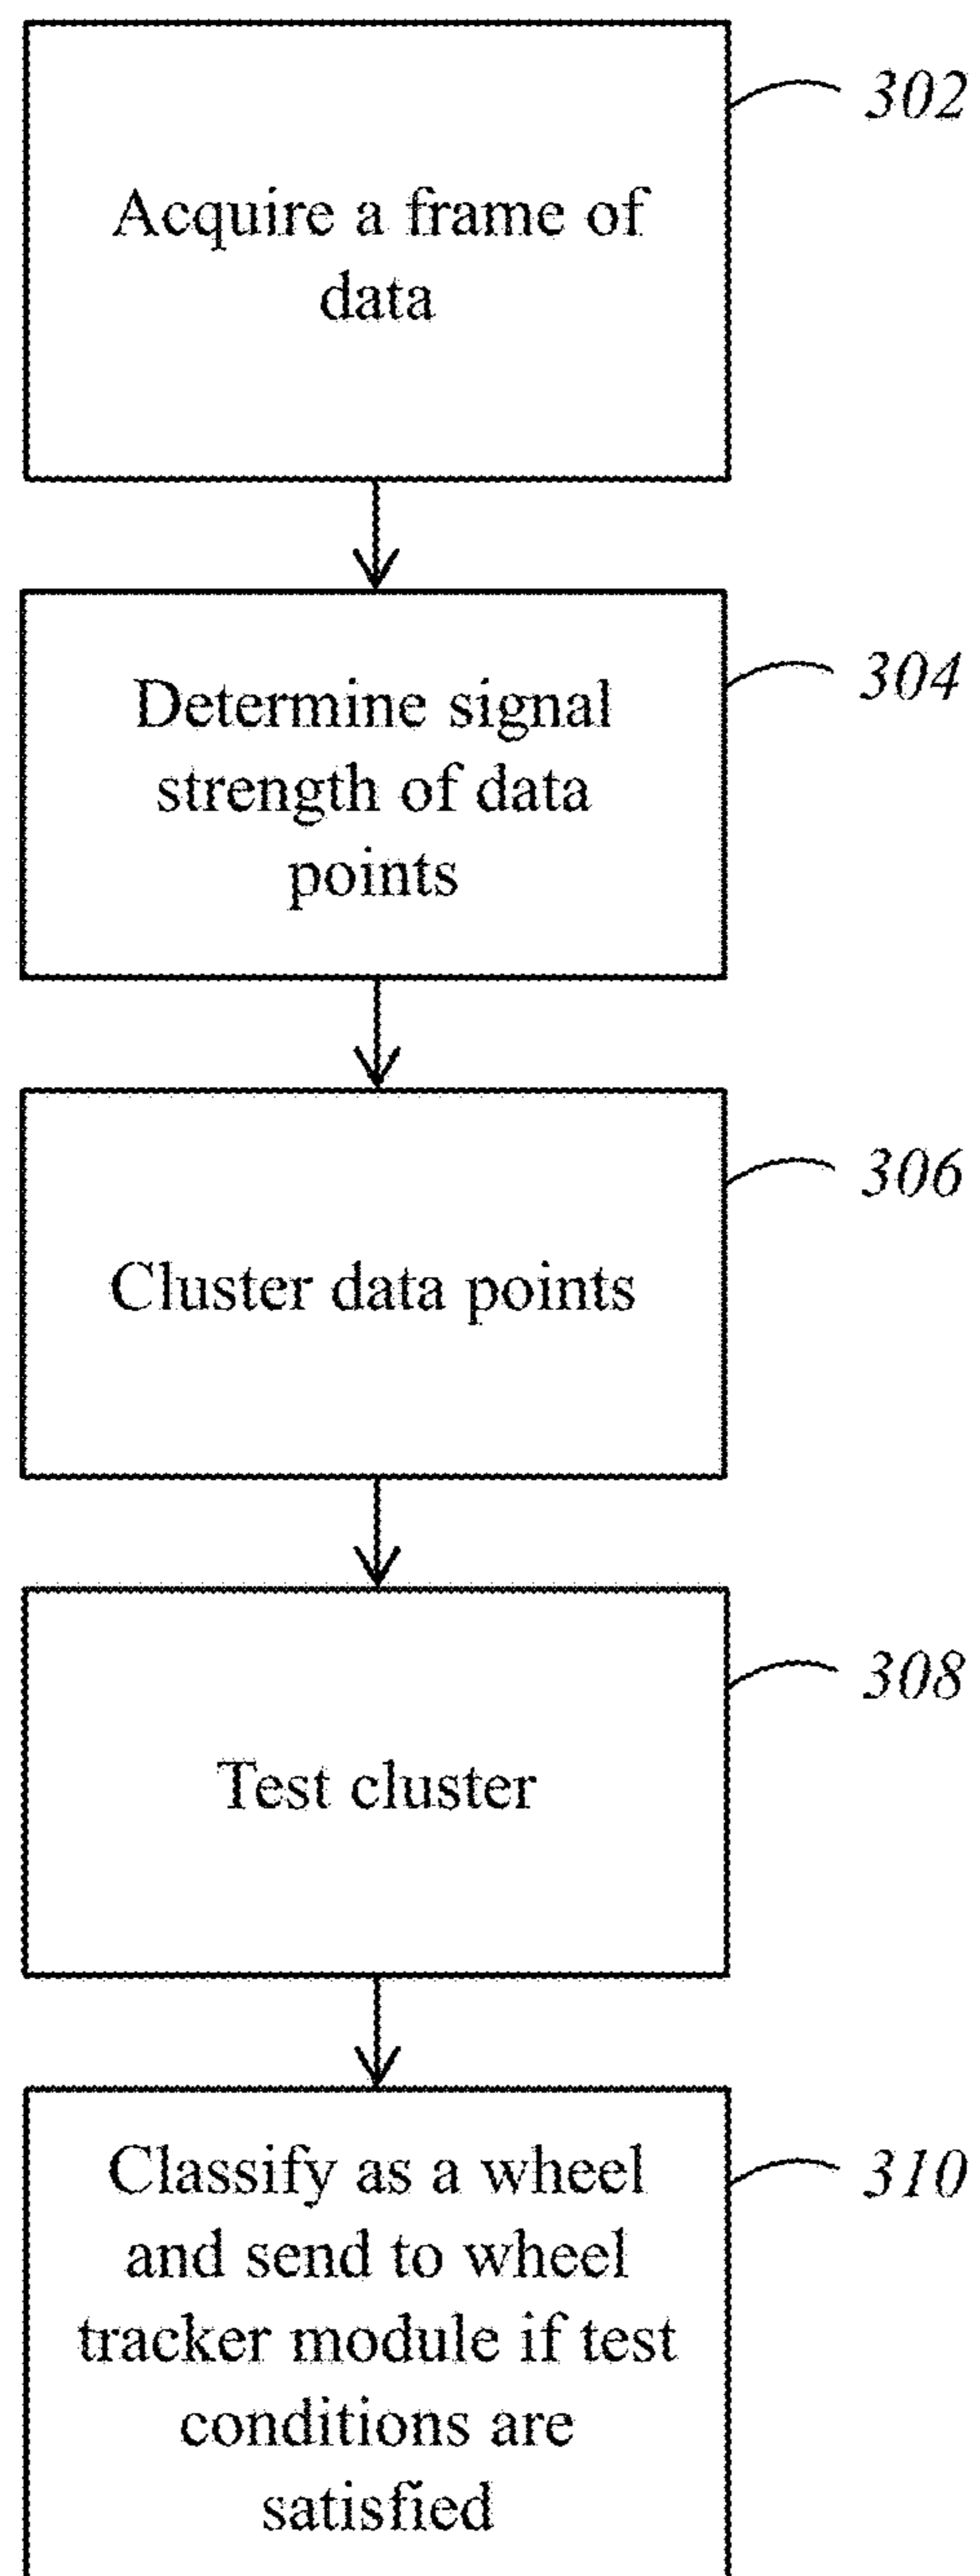 302
Acquire a frame of
data
304
Determine signal
strength of data
points
306
Cluster data points
308
Test cluster
310
Classify as a wheel
and send to wheel
tracker module if test
conditions are
satisfied